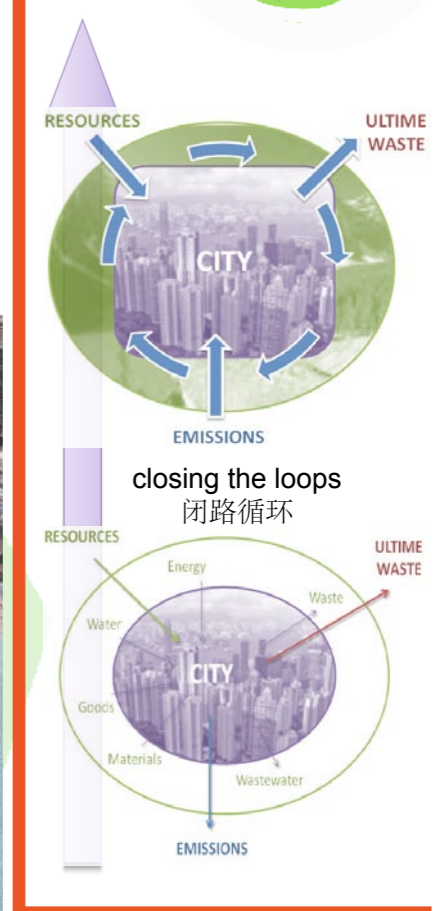 RESOURCES
ULTIME
WASTE
CITY
EMISSIONS
closing the loops
闭路循环
RESOURCES
ULTIME
WASTE
Energy
Waste
Water
CITY
Goods
Materials
Wastewater
EMISSIONS